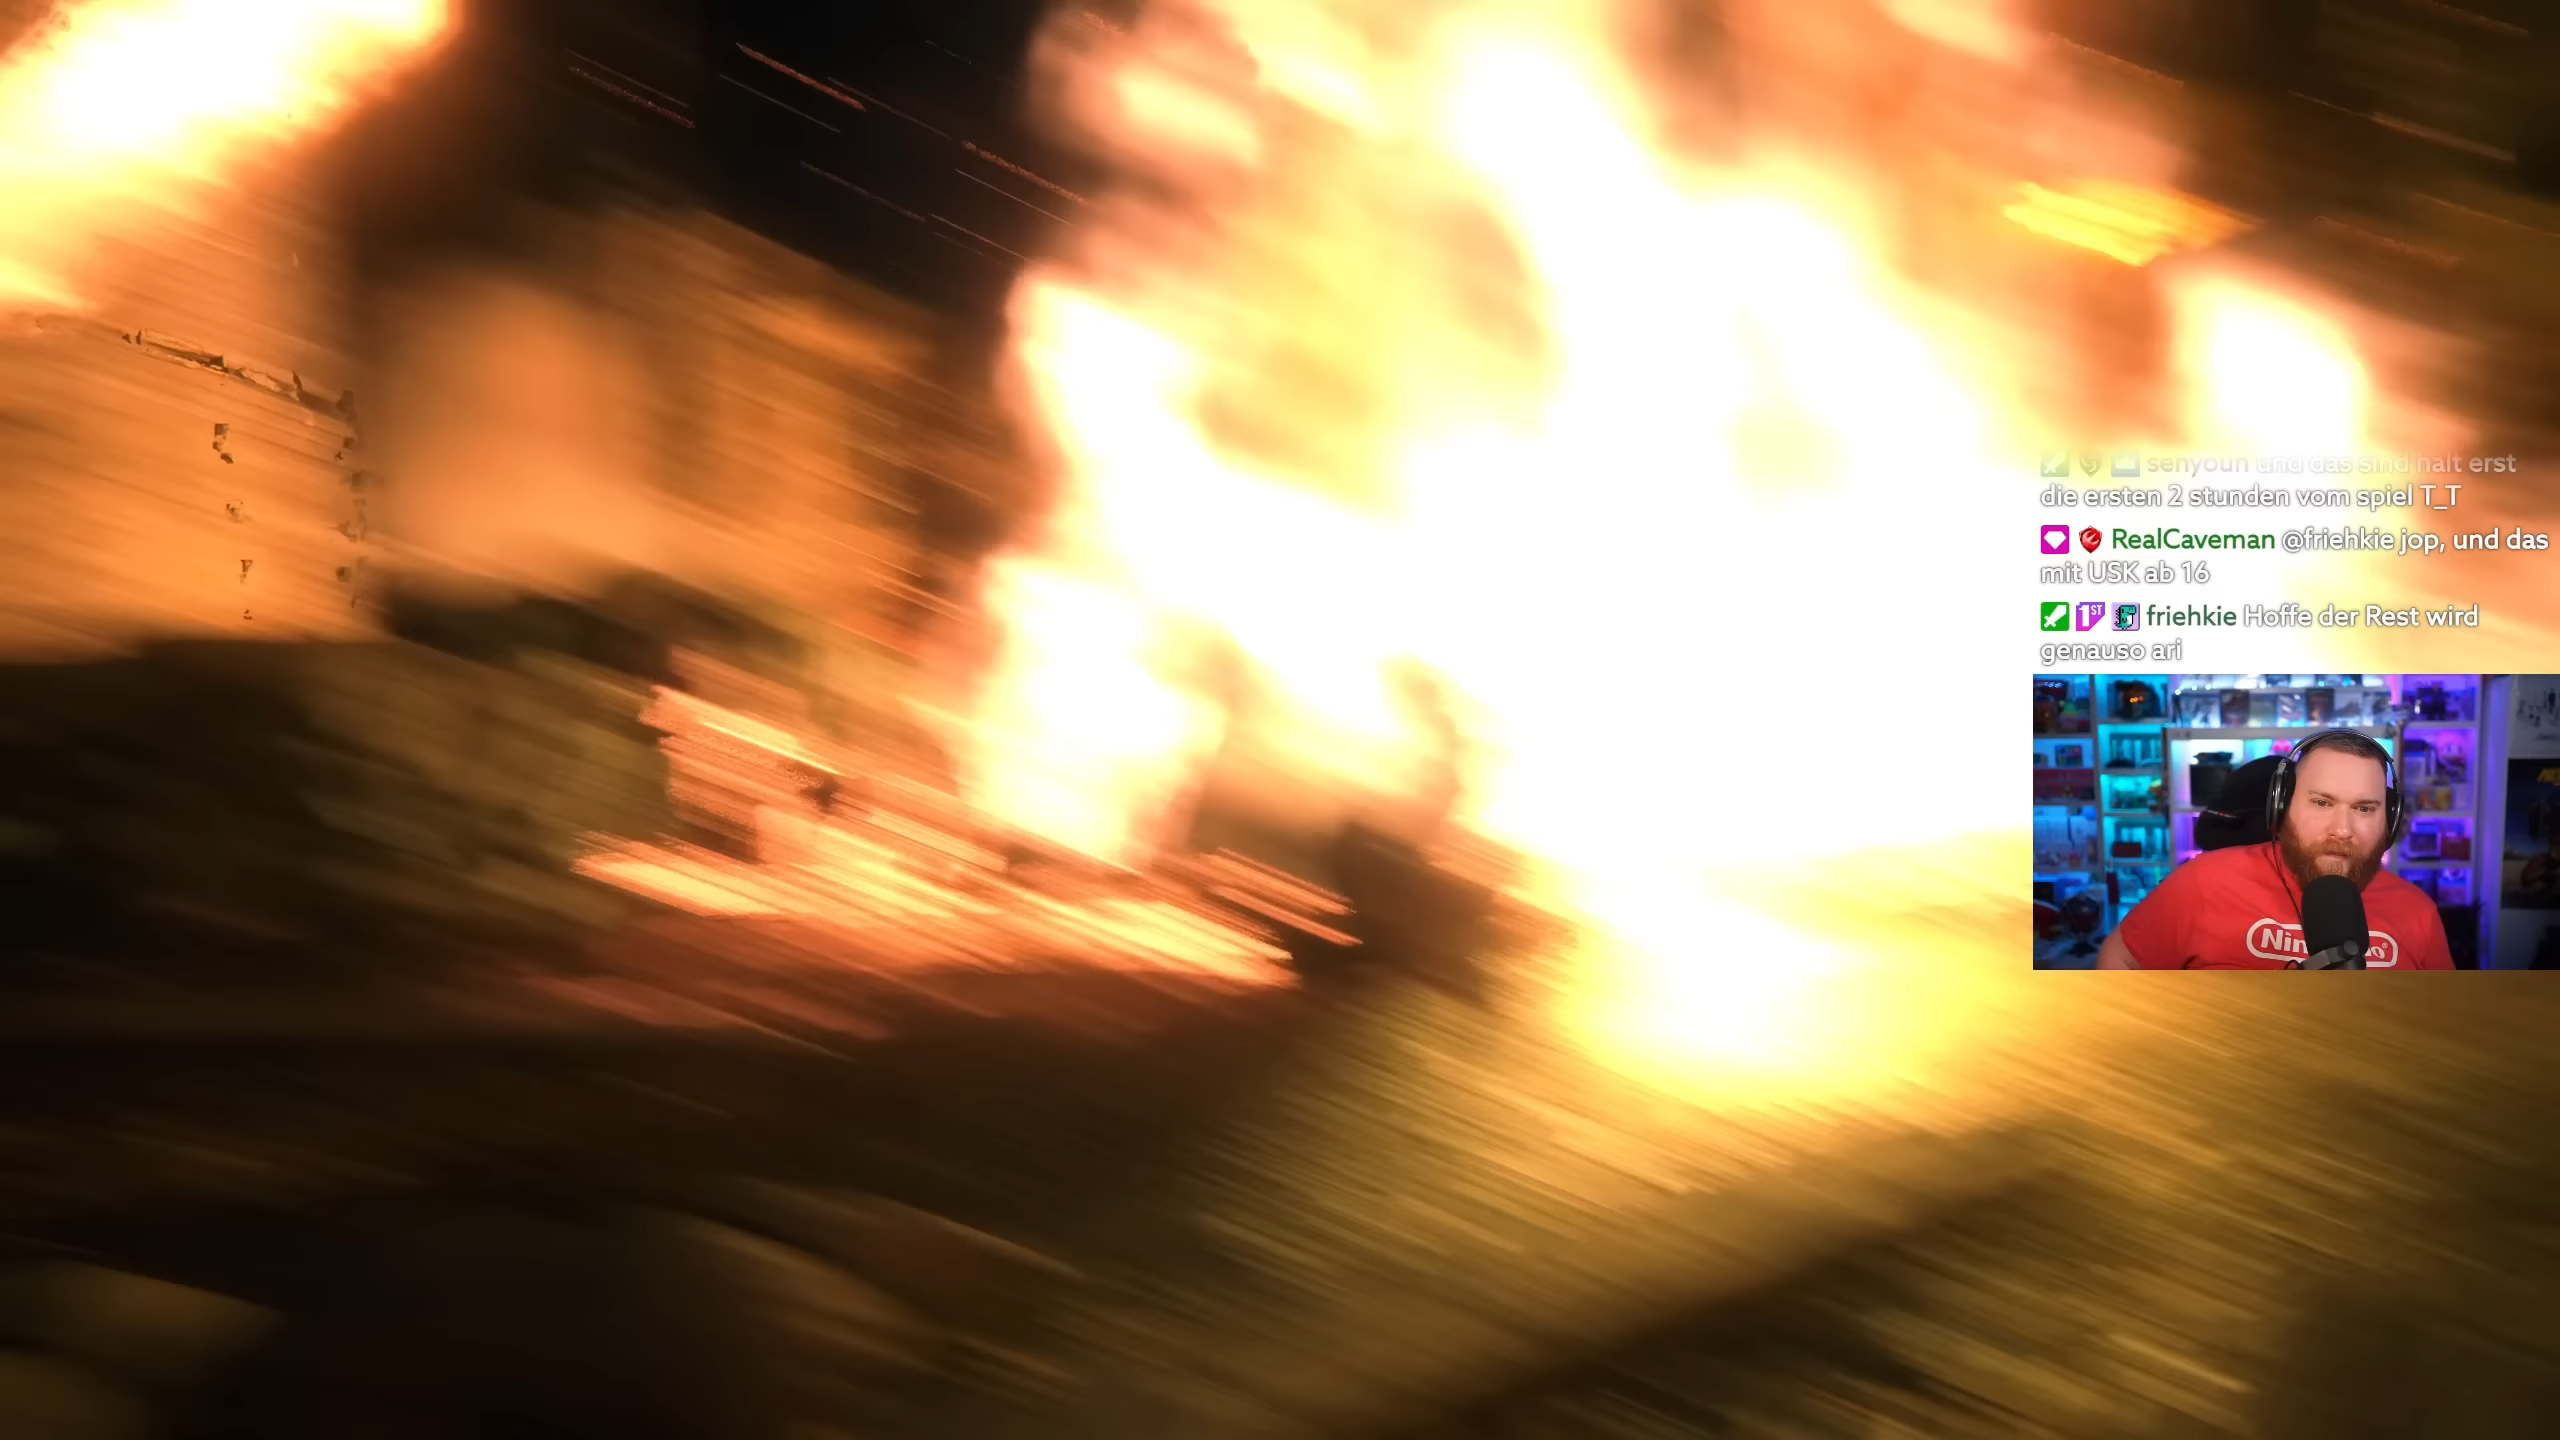 senyoun und das sind halt erst
die ersten 2 stunden vom spiel T_T
RealCaveman @friehkie jop, und das
mit USK ab 16
1ST friehkie Hoffe der Rest wird
genauso ari